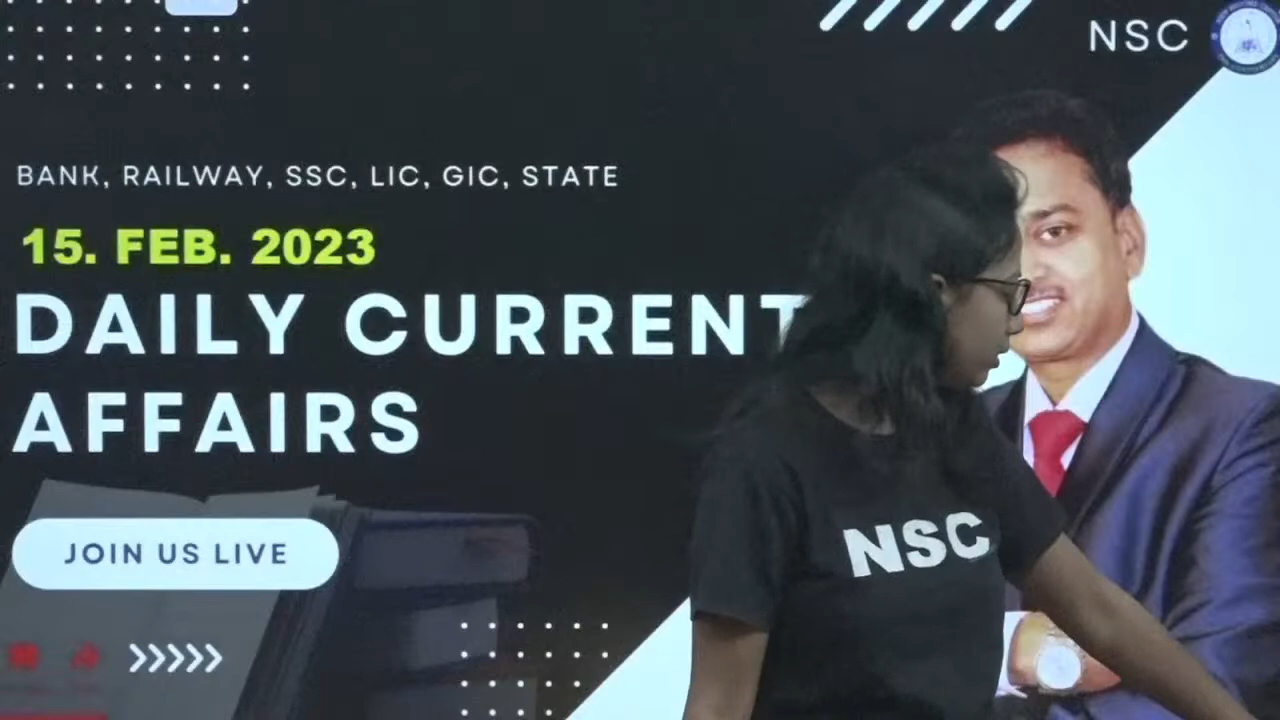 NSC
BANK, RAILWAY, SSC, LIC, GIC, STATE
15. FEB. 2023
DAILY CURRENT
AFFAIRS
JOIN US LIVE
NSC